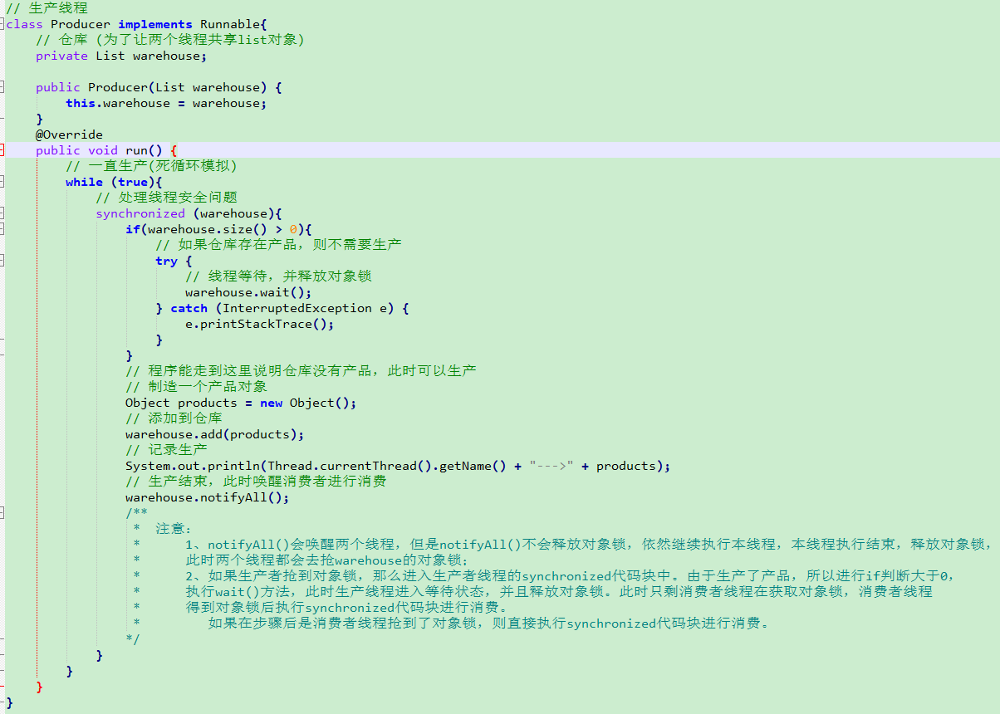 // 生产线程
class Producer implements Runnable{
    // 仓库 (为了让两个线程共享list对象)
    private List warehouse;

    public Producer(List warehouse) {
        this.warehouse = warehouse;
    }
    @Override
    public void run() {
        // 一直生产(死循环模拟)
        while (true){
            // 处理线程安全问题
            synchronized (warehouse){
                if(warehouse.size() > 0){
                    // 如果仓库存在产品，则不需要生产
                    try {
                        // 线程等待，并释放对象锁
                        warehouse.wait();
                    } catch (InterruptedException e) {
                        e.printStackTrace();
                    }
                }
                // 程序能走到这里说明仓库没有产品，此时可以生产
                // 制造一个产品对象
                Object products = new Object();
                // 添加到仓库
                warehouse.add(products);
                // 记录生产
                System.out.println(Thread.currentThread().getName() + "--->" + products);
                // 生产结束，此时唤醒消费者进行消费
                warehouse.notifyAll();
                /**
                 *  注意：
                 *      1、notifyAll()会唤醒两个线程，但是notifyAll()不会释放对象锁，依然继续执行本线程，本线程执行结束，释放对象锁，
                 *      此时两个线程都会去抢warehouse的对象锁；
                 *      2、如果生产者抢到对象锁，那么进入生产者线程的synchronized代码块中。由于生产了产品，所以进行if判断大于0，
                 *      执行wait()方法，此时生产线程进入等待状态，并且释放对象锁。此时只剩消费者线程在获取对象锁，消费者线程
                 *      得到对象锁后执行synchronized代码块进行消费。
                 *         如果在步骤后是消费者线程抢到了对象锁，则直接执行synchronized代码块进行消费。
                 */
            }
        }
    }
}